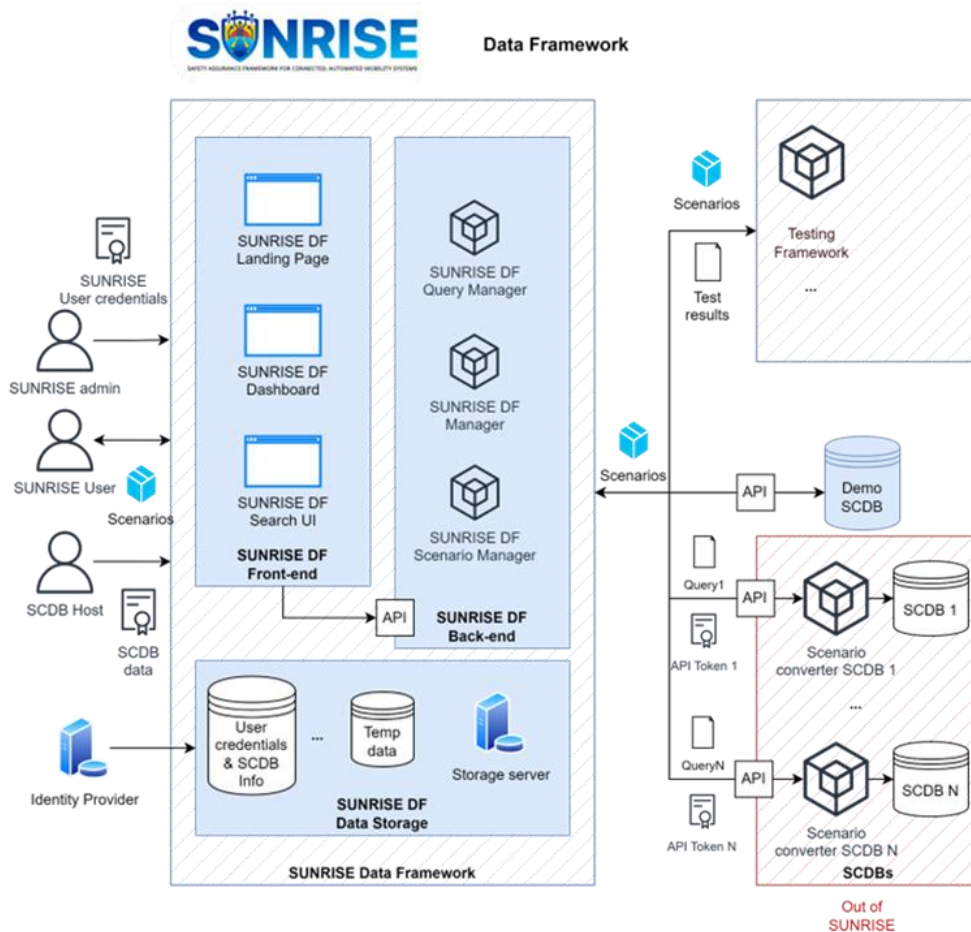 SUNRISE
SAFETY ASSURANCE FRAMEWORK FOR CONNECTED, AUTOMATED MOBILITY SYSTEMS
Data Framework
SUNRISE
User credentials
SUNRISE admin
SUNRISE User
Scenarios
SCDB Host
SCDB
data
Identity Provider
SUNRISE DF
Landing Page
SUNRISE DF
Dashboard
SUNRISE DF
Search UI
SUNRISE DF
Front-end
SUNRISE DF
Query Manager
SUNRISE DF
Manager
SUNRISE DF
Scenario Manager
API
SUNRISE DF
Back-end
User
credentials
& SCDB
Info
...
Temp
data
Storage server
SUNRISE DF
Data Storage
SUNRISE Data Framework
Scenarios
Scenarios
Test
results
Testing
Framework
...
API
Demo
SCDB
Query1
API
API Token 1
Scenario
converter SCDB 1
SCDB 1
...
QueryN
API
API Token N
Scenario
converter SCDB N
SCDB N
SCDBs
Out of
SUNRISE